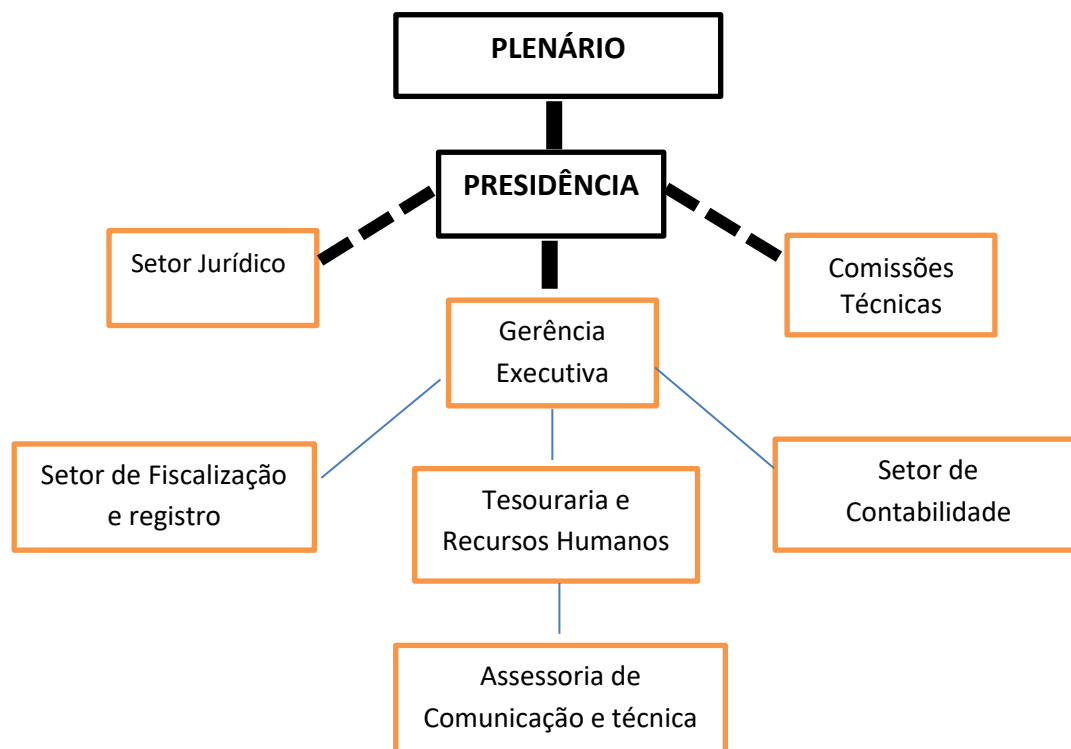 PLENÁRIO
PRESIDÊNCIA
Setor Jurídico
Comissões
Técnicas
Gerência
Executiva
Setor de Fiscalização
e registro
Tesouraria e
Recursos Humanos
Setor de
Contabilidade
Assessoria de
Comunicação e técnica